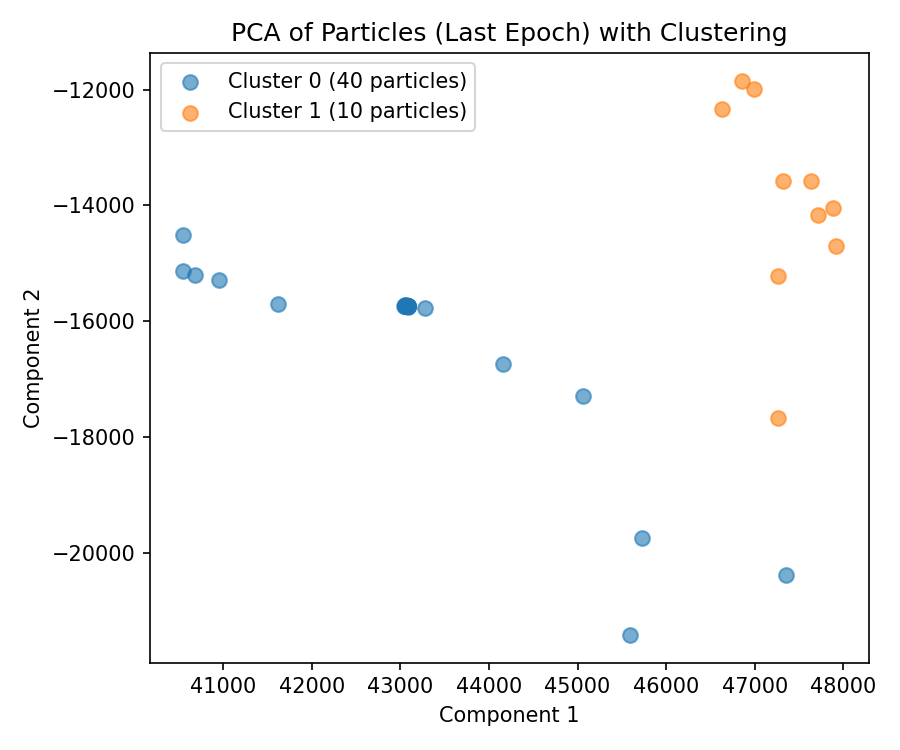 PCA of Particles (Last Epoch) with Clustering
Cluster 0 (40 particles)
Cluster 1 (10 particles)
−12000
−14000
−16000
−18000
−20000
Component 2
41000 42000 43000 44000 45000 46000 47000 48000
Component 1